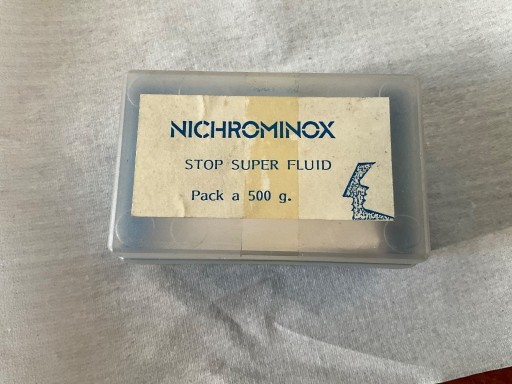 NICHROMINOX
STOP SUPER FLUID
Pack a 500 g.